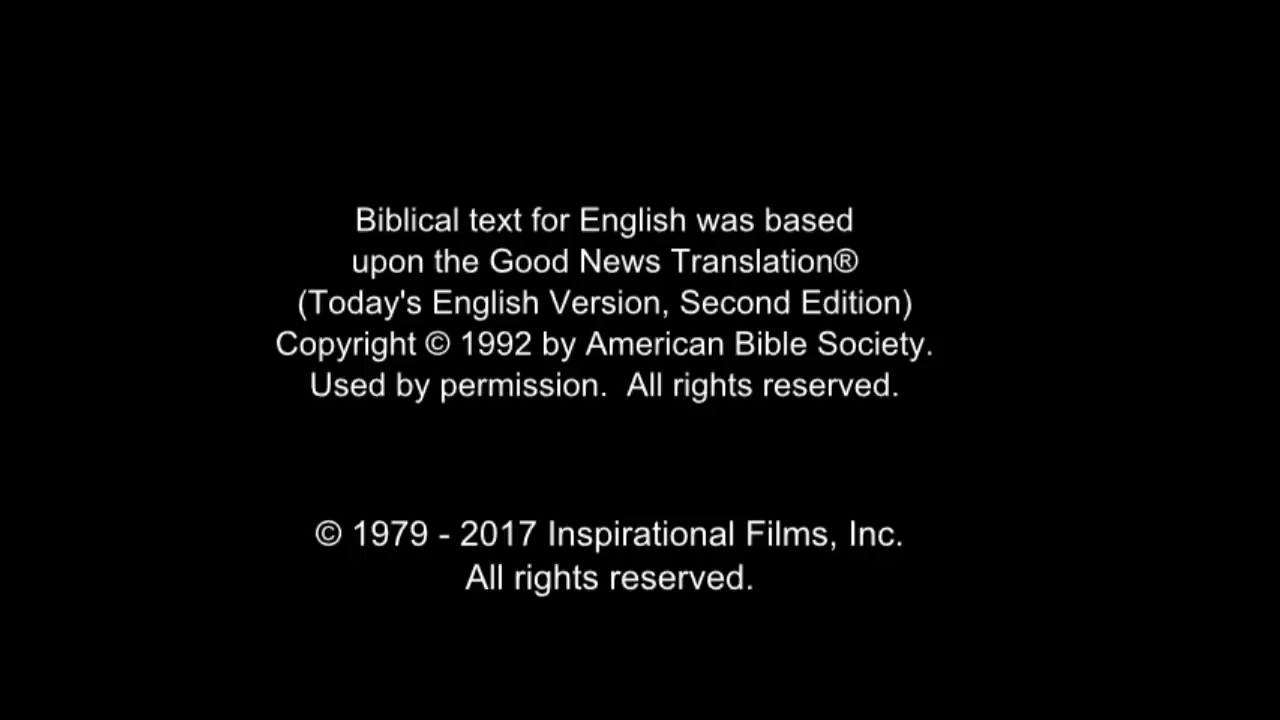 Biblical text for English was based
upon the Good News Translation®
(Today's English Version, Second Edition)
Copyright © 1992 by American Bible Society.
Used by permission.  All rights reserved.
© 1979 - 2017 Inspirational Films, Inc.
All rights reserved.